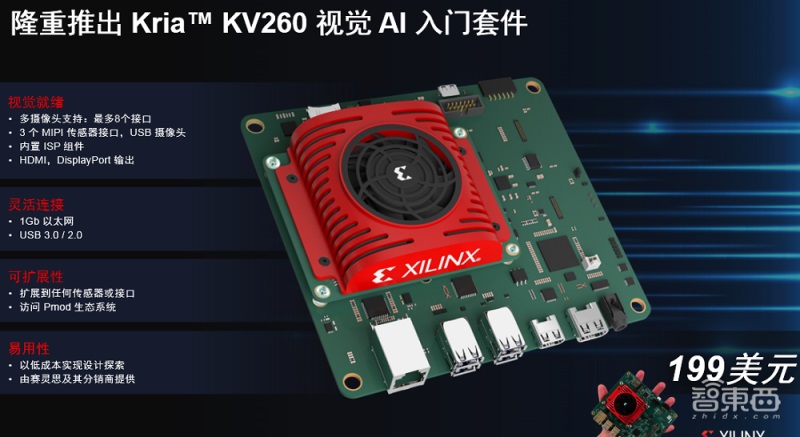 隆重推出 Kria™ KV260 视觉 AI 入门套件
视觉就绪
• 多摄像头支持：最多8个接口
• 3 个 MIPI 传感器接口，USB 摄像头
• 内置 ISP 组件
• HDMI，DisplayPort 输出
灵活连接
• 1Gb 以太网
• USB 3.0 / 2.0
可扩展性
• 扩展到任何传感器或接口
• 访问 Pmod 生态系统
易用性
• 以低成本实现设计探索
• 由赛灵思及其分销商提供
XILINX
199美元
智東西
zhidx.com
XILINX